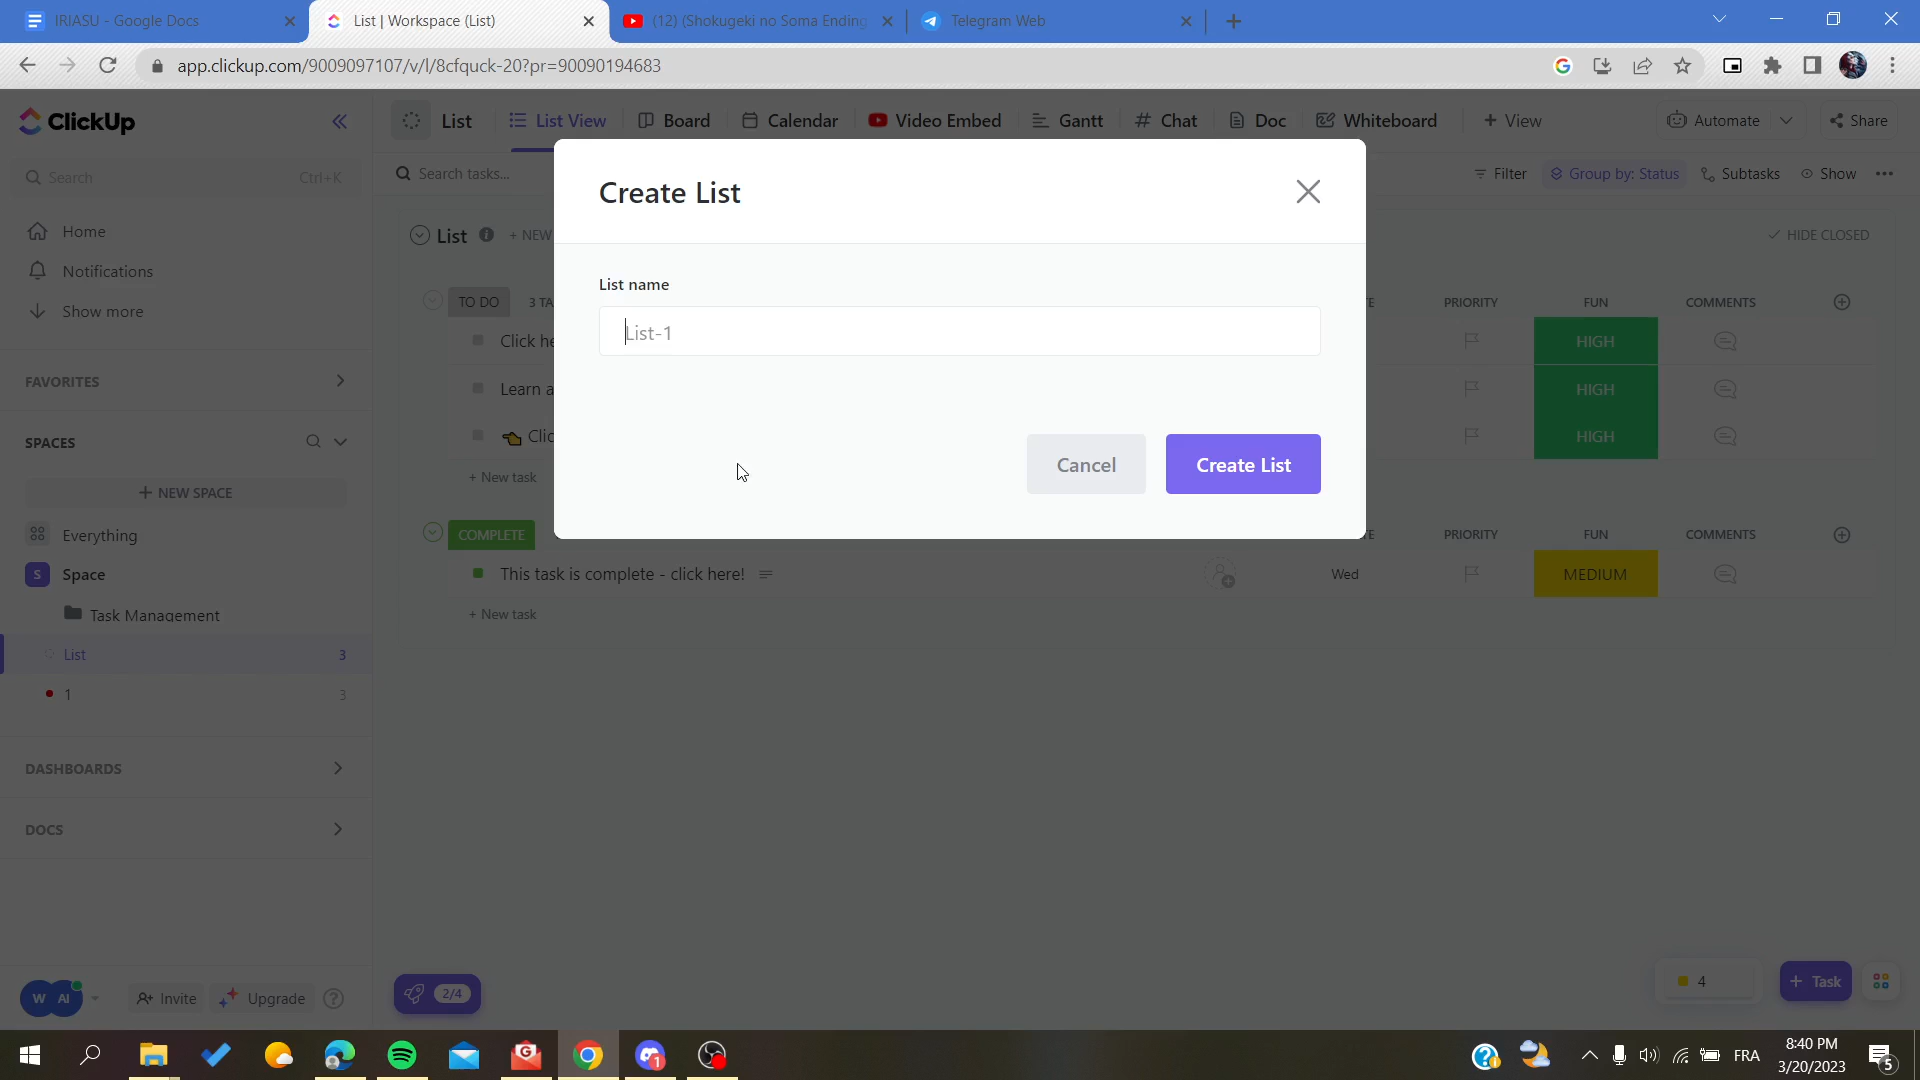 IRIASU - Google Docs
List | Workspace (List)
(12) (Shokugeki no Soma Ending
Telegram Web
app.clickup.com/9009097107/v/l/8cfquck-20?pr=90090194683
ClickUp
List
List View
Board
Calendar
Video Embed
Gantt
Chat
Doc
Whiteboard
+ View
Automate
Share
Search
Ctrl+K
Search tasks...
Filter
Group by: Status
Subtasks
Show
Home
Notifications
Show more
FAVORITES
SPACES
+ NEW SPACE
Everything
S Space
Task Management
List 3
1 3
DASHBOARDS
DOCS
W AI
Invite
Upgrade
?
2/4
List
+ NEW
HIDE CLOSED
TO DO
3 TA
E
PRIORITY
FUN
COMMENTS
Click he
HIGH
Learn a
HIGH
Clic
HIGH
+ New task
Create List
List name
List-1
Cancel
Create List
COMPLETE
E
PRIORITY
FUN
COMMENTS
This task is complete - click here!
Wed
MEDIUM
+ New task
4
+ Task
1
FRA
8:40 PM
3/20/2023
5